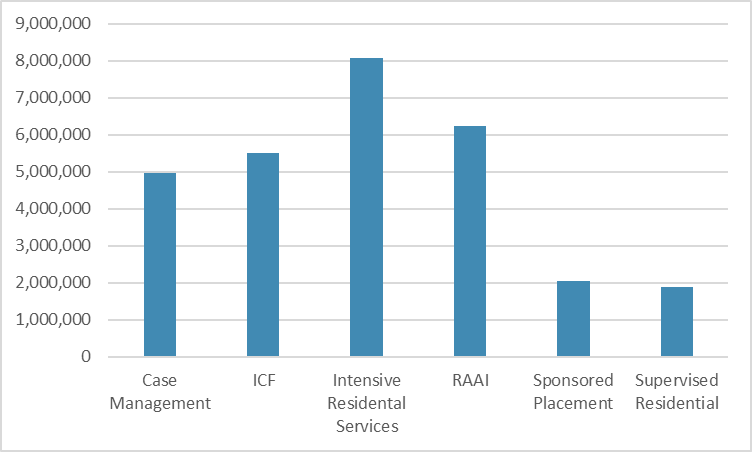 9,000,000
8,000,000
7,000,000
6,000,000
5,000,000
4,000,000
3,000,000
2,000,000
1,000,000
0
Case
Management
ICF
Intensive
Residental
Services
RAAI
Sponsored
Placement
Supervised
Residential